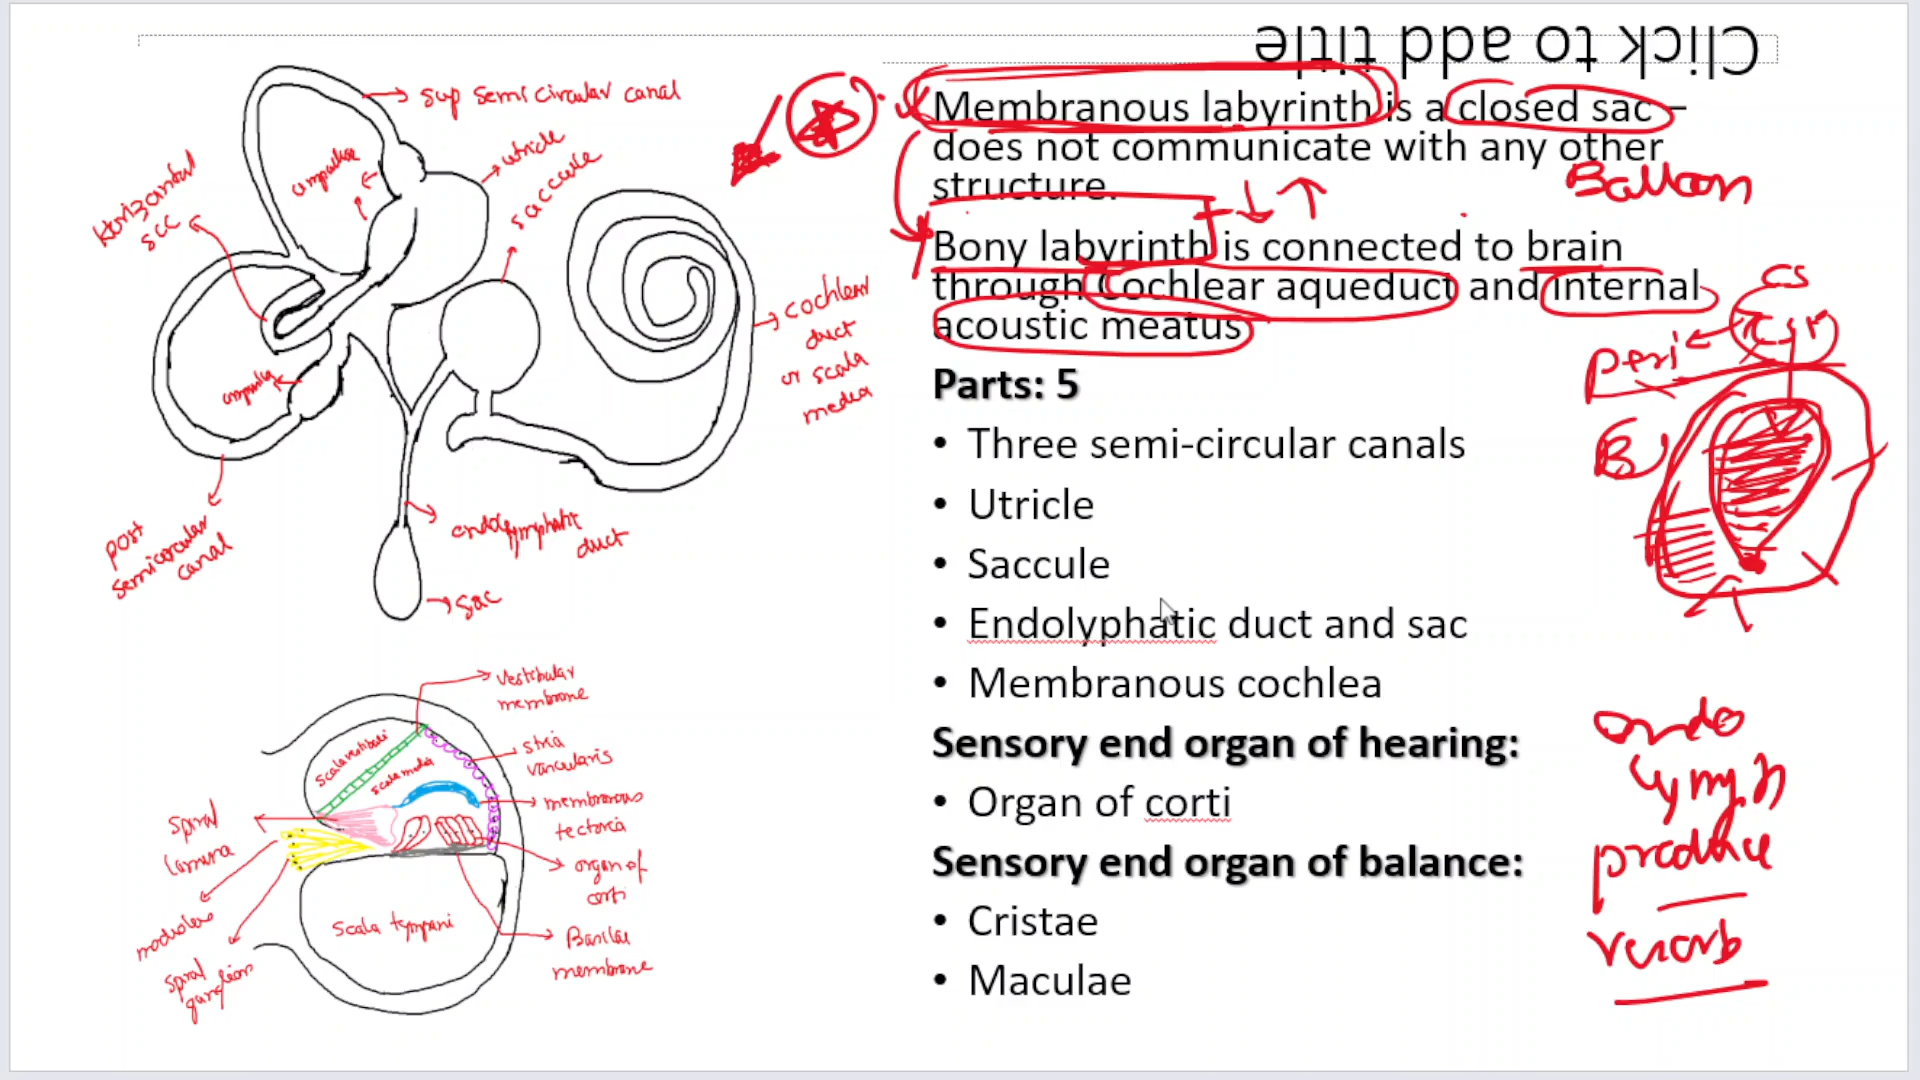 Click to add title
Membranous labyrinth is a closed sac –
does not communicate with any other
structure.
Balloon
Bony labyrinth is connected to brain
through Cochlear aqueduct and internal
acoustic meatus
Parts: 5
• Three semi-circular canals
• Utricle
• Saccule
• Endolyphatic duct and sac
• Membranous cochlea
Sensory end organ of hearing:
• Organ of corti
Sensory end organ of balance:
• Cristae
• Maculae
sup semicircular canal
utricle
saccule
Horizontal
scc
ampulla
ampulla
cochlear
duct
or scala
media
post
semicircular
canal
endolymphatic
duct
sac
vestibular
membrane
stria
vascularis
membranous
tectoria
organ of
corti
Basilar
membrane
scala vestibuli
scala media
scala tympani
spiral
lamina
modiolus
spiral
ganglion
CS
peri
B
endo
lymph
produce